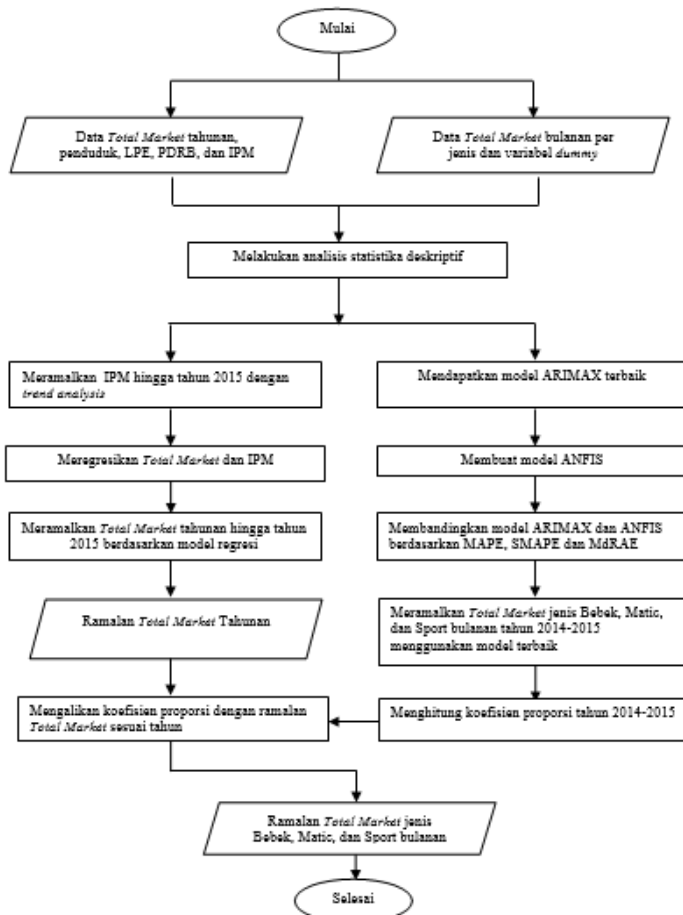 Mulai
Data Total Market tahunan,
penduduk, LPE, PDRB, dan IPM
Data Total Market bulanan per
jenis dan variabel dummy
Melakukan analisis statistika deskriptif
Meramalkan IPM hingga tahun 2015 dengan
trend analysis
Mendapatkan model ARIMAX terbaik
Meregresikan Total Market dan IPM
Membuat model ANFIS
Meramalkan Total Market tahunan hingga tahun
2015 berdasarkan model regresi
Membandingkan model ARIMAX dan ANFIS
berdasarkan MAPE, SMAPE dan MdRAE
Ramalan Total Market Tahunan
Meramalkan Total Market jenis Bebek, Matic,
dan Sport bulanan tahun 2014-2015
menggunakan model terbaik
Mengalikan koefisien proporsi dengan ramalan
Total Market sesuai tahun
Menghitung koefisien proporsi tahun 2014-2015
Ramalan Total Market jenis
Bebek, Matic, dan Sport bulanan
Selesai